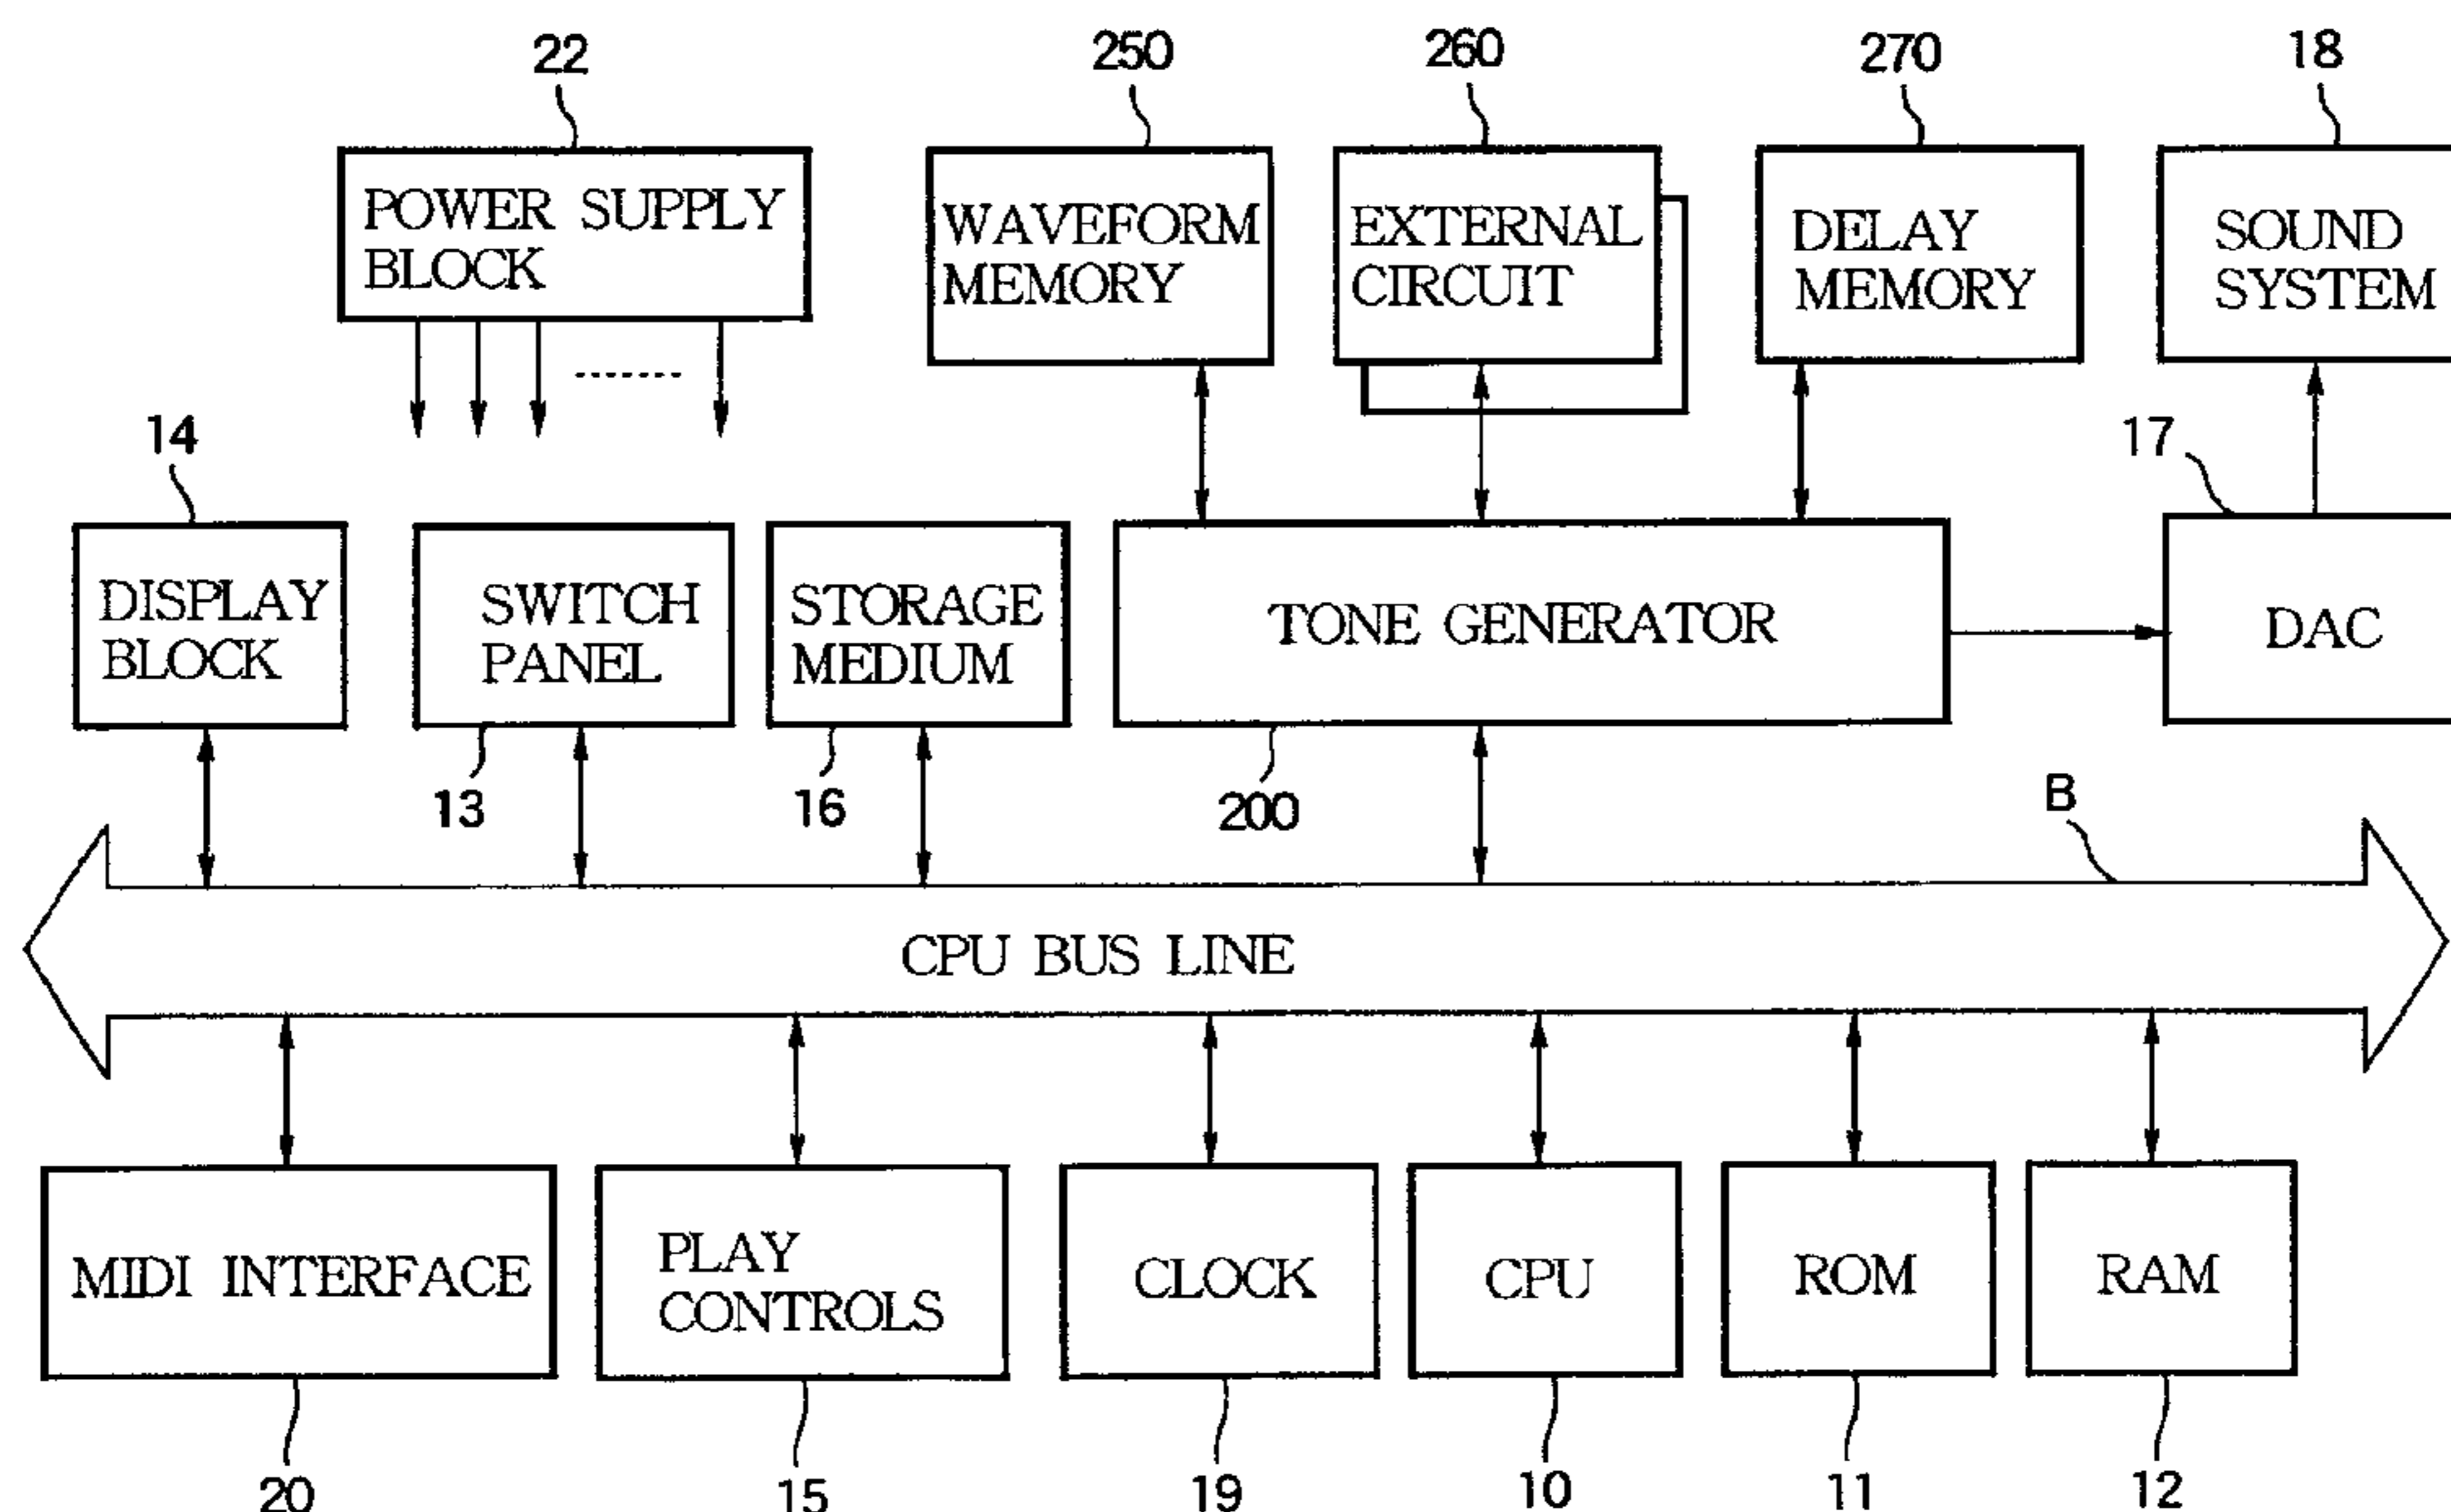 22
250
260
270
18
POWER SUPPLY
BLOCK
WAVEFORM
MEMORY
EXTERNAL
CIRCUIT
DELAY
MEMORY
SOUND
SYSTEM
14
17
DISPLAY
BLOCK
SWITCH
PANEL
STORAGE
MEDIUM
TONE GENERATOR
DAC
13
16
200
B
CPU BUS LINE
MIDI INTERFACE
PLAY
CONTROLS
CLOCK
CPU
ROM
RAM
20
15
19
10
11
12